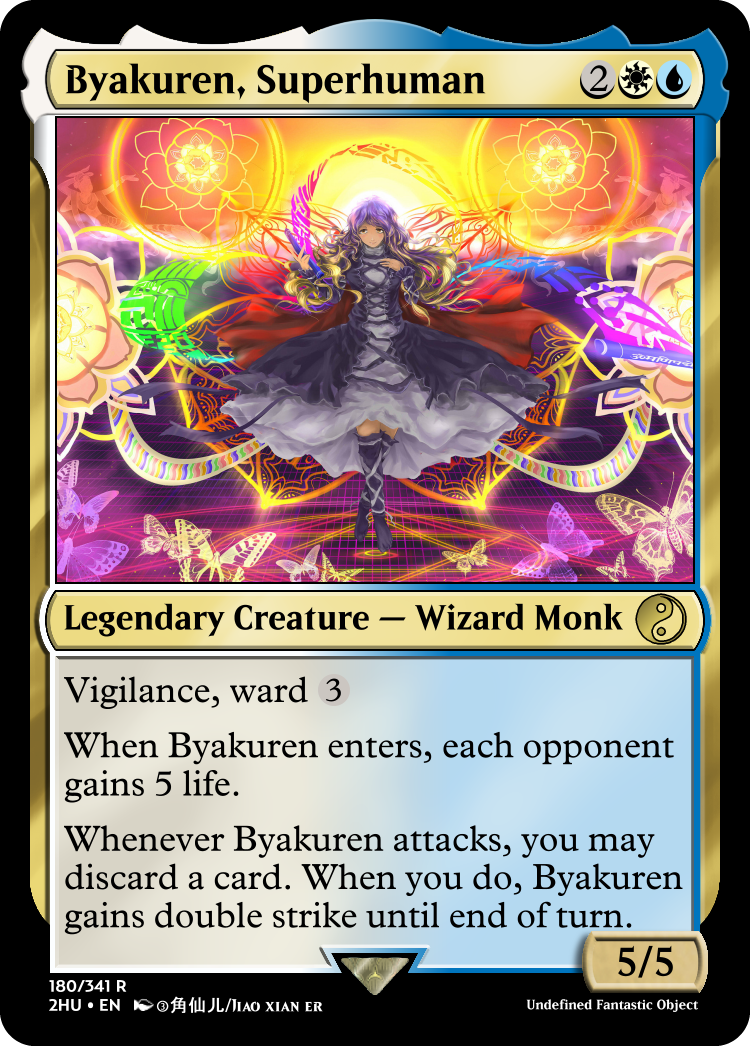 Byakuren, Superhuman 2
Legendary Creature — Wizard Monk
Vigilance, ward 3
When Byakuren enters, each opponent
gains 5 life.
Whenever Byakuren attacks, you may
discard a card. When you do, Byakuren
gains double strike until end of turn.
5/5
180/341 R
2HU • EN ③角仙儿/Jiao xian er
Undefined Fantastic Object